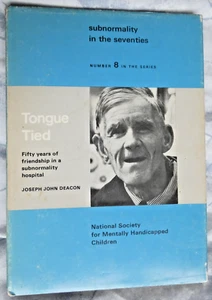 subnormality
in the seventies
NUMBER 8 IN THE SERIES
Tongue
Tied
Fifty years of
friendship in a
subnormality
hospital
JOSEPH JOHN DEACON
National Society
for Mentally Handicapped
Children